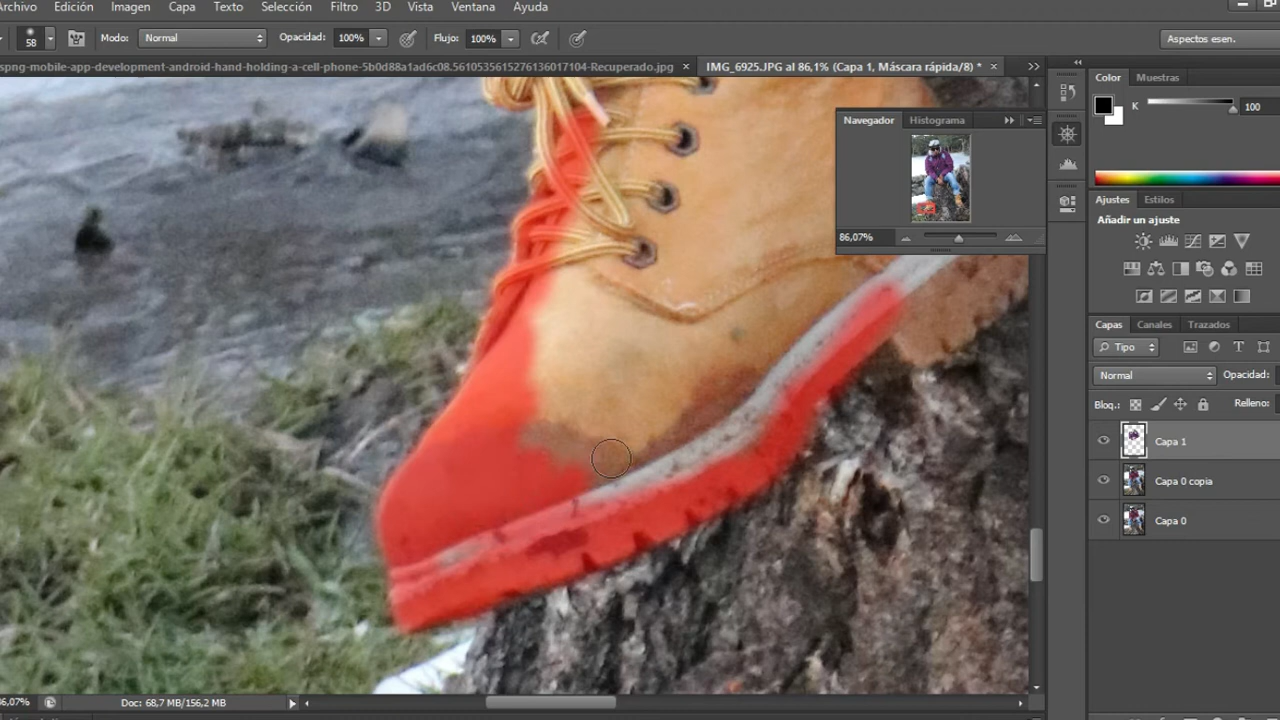 Archivo Edición Imagen Capa Texto Selección Filtro 3D Vista Ventana Ayuda
58 Modo: Normal Opacidad: 100% Flujo: 100% Aspectos esen.
spng-mobile-app-development-android-hand-holding-a-cell-phone-5b0d88a1ad6c08.5610535615276136017104-Recuperado.jpg × IMG_6925.JPG al 86,1% (Capa 1, Máscara rápida/8) * ×
Color Muestras
K 100
Navegador Histograma
86,07%
Ajustes Estilos
Añadir un ajuste
Capas Canales Trazados
Tipo
Normal Opacidad:
Bloq.: Relleno:
Capa 1
Capa 0 copia
Capa 0
86,07% Doc: 68,7 MB/156,2 MB